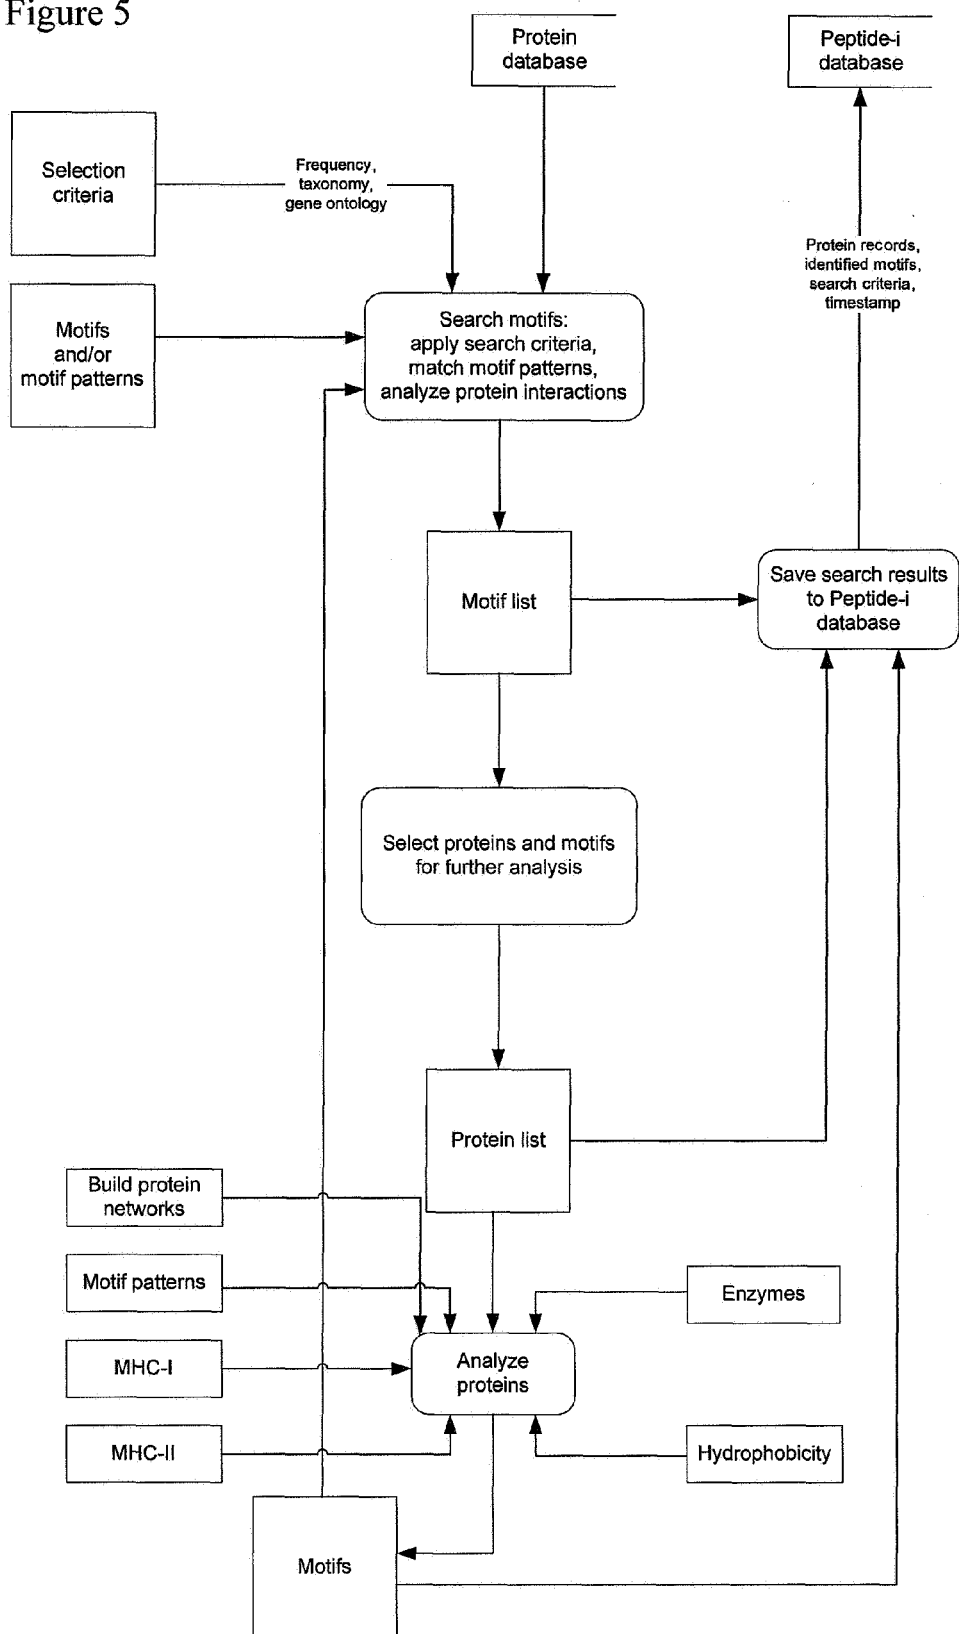 Figure 5
Protein
database
Peptide-i
database
Selection
criteria
Frequency,
taxonomy,
gene ontology
Protein records,
identified motifs,
search criteria,
timestamp
Motifs
and/or
motif patterns
Search motifs:
apply search criteria,
match motif patterns,
analyze protein interactions
Motif list
Save search results
to Peptide-i
database
Select proteins and motifs
for further analysis
Protein list
Build protein
networks
Motif patterns
Enzymes
MHC-I
Analyze
proteins
MHC-II
Hydrophobicity
Motifs